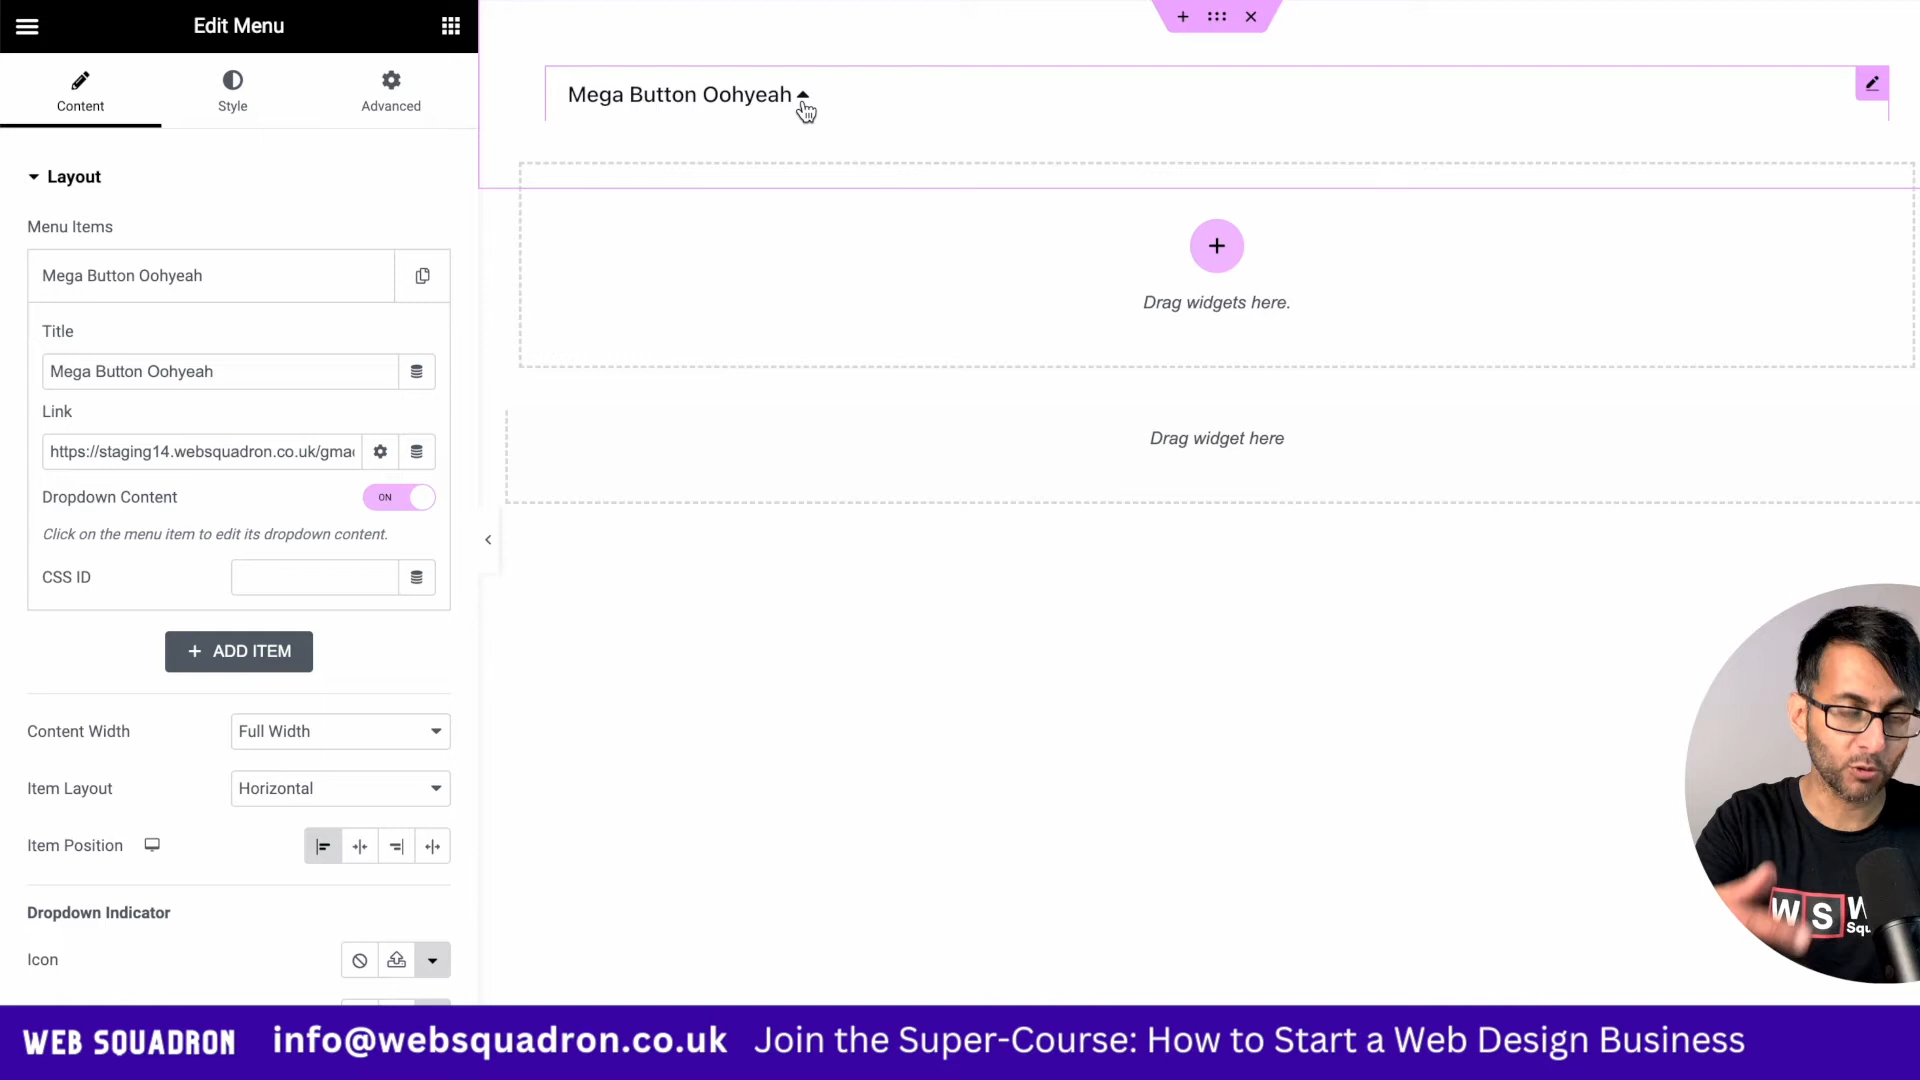 Edit Menu
Content
Style
Advanced
Layout
Menu Items
Mega Button Oohyeah
Title
Mega Button Oohyeah
Link
https://staging14.websquadron.co.uk/gmac
Dropdown Content
ON
Click on the menu item to edit its dropdown content.
CSS ID
+ ADD ITEM
Content Width
Full Width
Item Layout
Horizontal
Item Position
Dropdown Indicator
Icon
Mega Button Oohyeah
Drag widgets here.
Drag widget here
WS W
Squ
WEB SQUADRON
info@websquadron.co.uk
Join the Super-Course: How to Start a Web Design Business